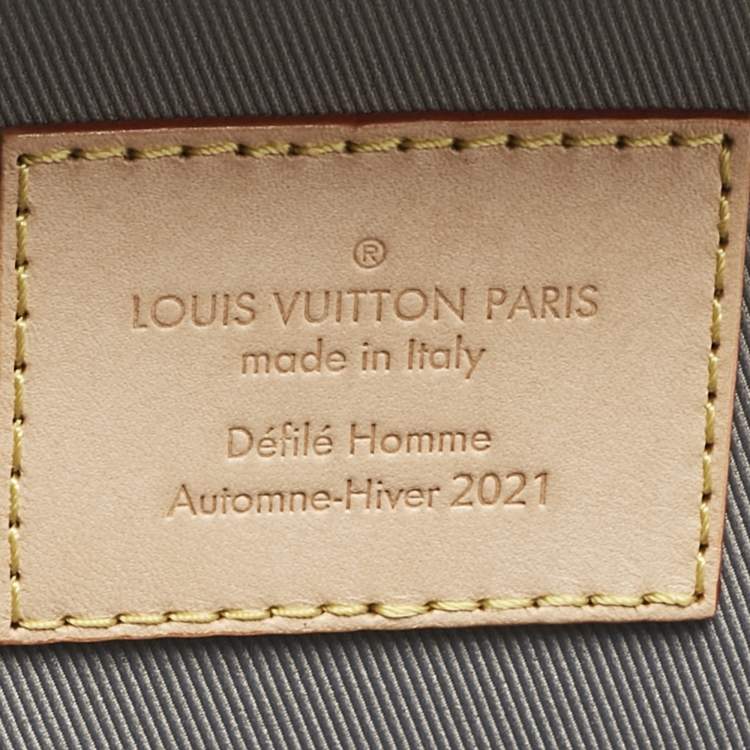 ®
LOUIS VUITTON PARIS
made in Italy
Défilé Homme
Automne-Hiver 2021